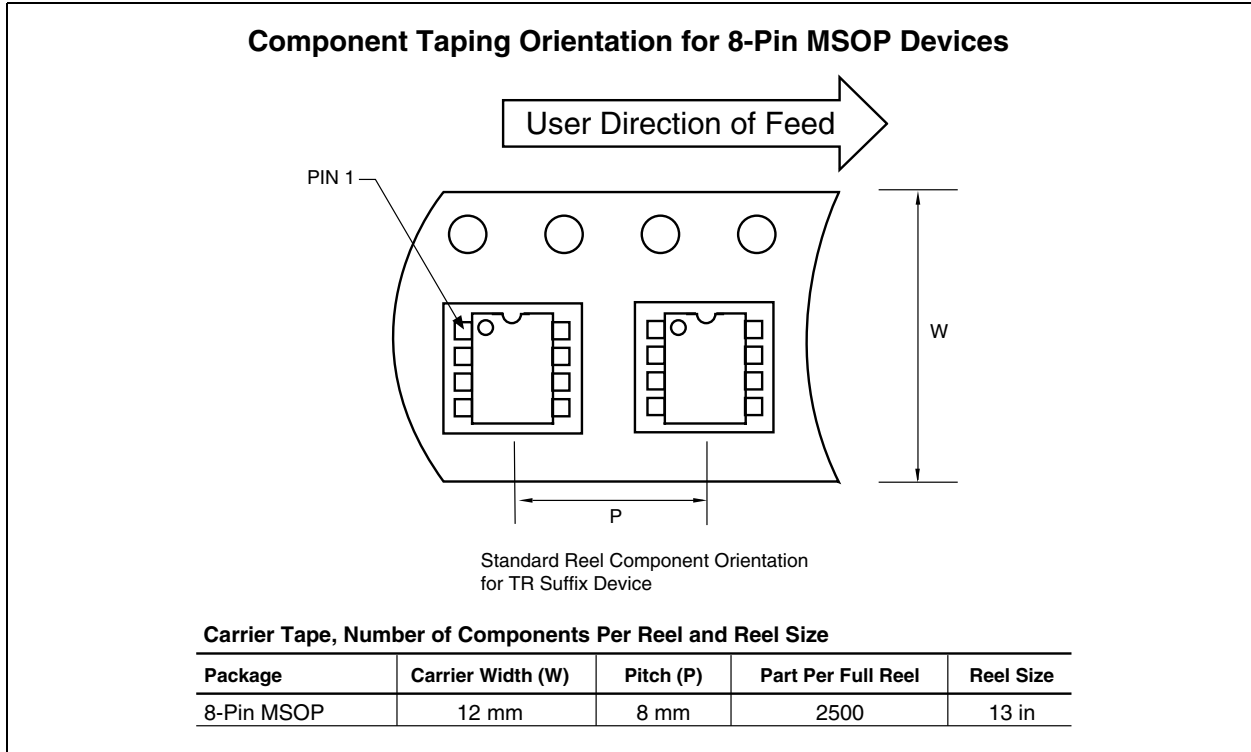 Component Taping Orientation for 8-Pin MSOP Devices
User Direction of Feed
PIN 1
W
P
Standard Reel Component Orientation
for TR Suffix Device
Carrier Tape, Number of Components Per Reel and Reel Size
Package Carrier Width (W) Pitch (P) Part Per Full Reel Reel Size
8-Pin MSOP 12 mm 8 mm 2500 13 in